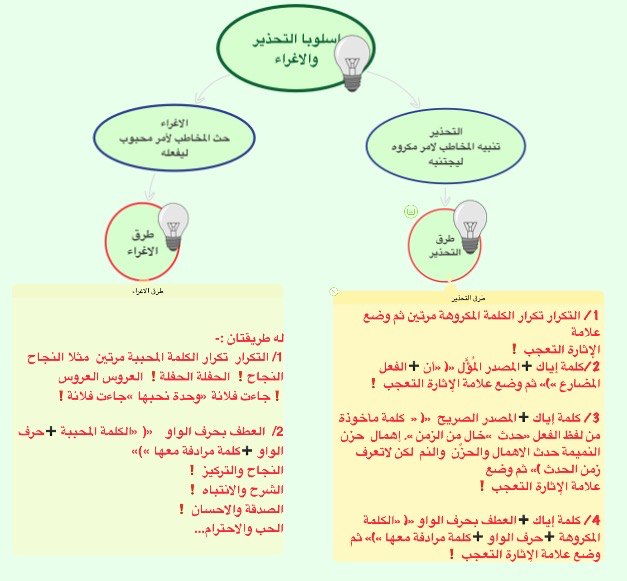 اسلوبا التحذير
والاغراء
التحذير
تنبيه المخاطب لامر مكروه
ليجتنبه
الاغراء
حث المخاطب لأمر محبوب
ليفعله
طرق
التحذير
طرق
الاغراء
طرق التحذير
1/ التكرار تكرار الكلمة المكروهة مرتين ثم وضع
علامة
الإثارة التعجب !
2/كلمة إياك + المصدر المُؤَّل «( «ان + الفعل
المضارع »)» ثم وضع علامة الإثارة التعجب !
3/ كلمة إياك + المصدر الصريح «( « كلمة ماخوذة
من لفظ الفعل «حدث »خال من الزمن ». إهمال حزن
النميمة حدث الاهمال والحزن والنم لكن لاتعرف
زمن الحدث )» ثم وضع
علامة الإثارة التعجب !
4/ كلمة إياك + العطف بحرف الواو «( «الكلمة
المكروهة + حرف الواو + كلمة مرادفة معها »)» ثم
وضع علامة الإثارة التعجب !
طرق الاغراء
له طريقتان :-
1/ التكرار تكرار الكلمة المحببة مرتين مثلا النجاح
النجاح ! الحفلة الحفلة ! العروس العروس
! جاءت فلانة «وحدة نحبها »جاءت فلانة !
2/ العطف بحرف الواو «( «الكلمة المحببة + حرف
الواو + كلمة مرادفة معها »)»
النجاح والتركيز !
الشرح والانتباه !
الصدقة والاحسان !
الحب والاحترام...